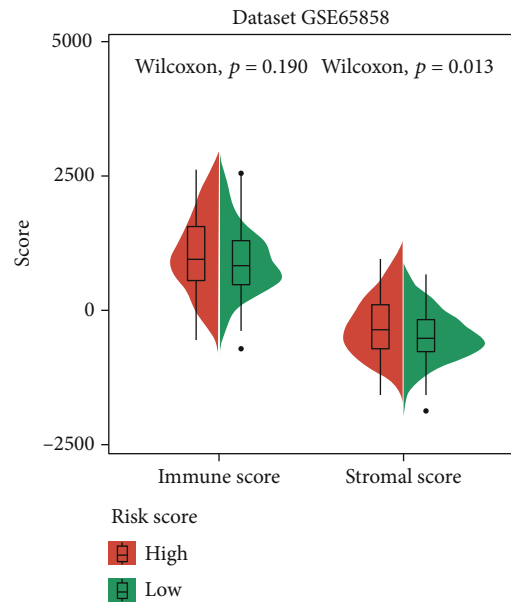 Dataset GSE65858
5000
Wilcoxon, p = 0.190 Wilcoxon, p = 0.013
2500
Score
0
–2500
Immune score Stromal score
Risk score
High
Low